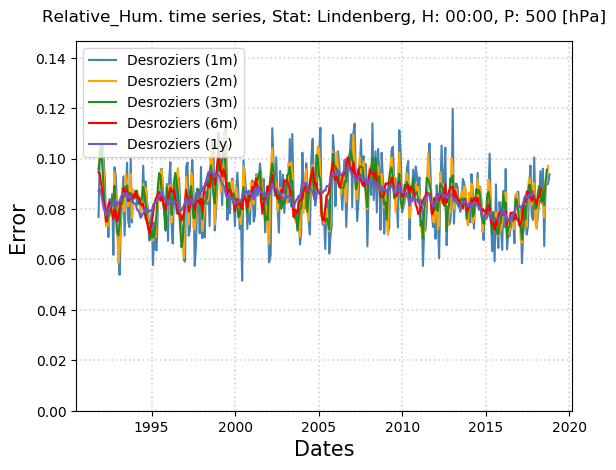 Relative_Hum. time series, Stat: Lindenberg, H: 00:00, P: 500 [hPa]
0.14
0.12
0.10
0.08
0.06
0.04
0.02
0.00
Error
Desroziers (1m)
Desroziers (2m)
Desroziers (3m)
Desroziers (6m)
Desroziers (1y)
1995
2000
2005
2010
2015
2020
Dates